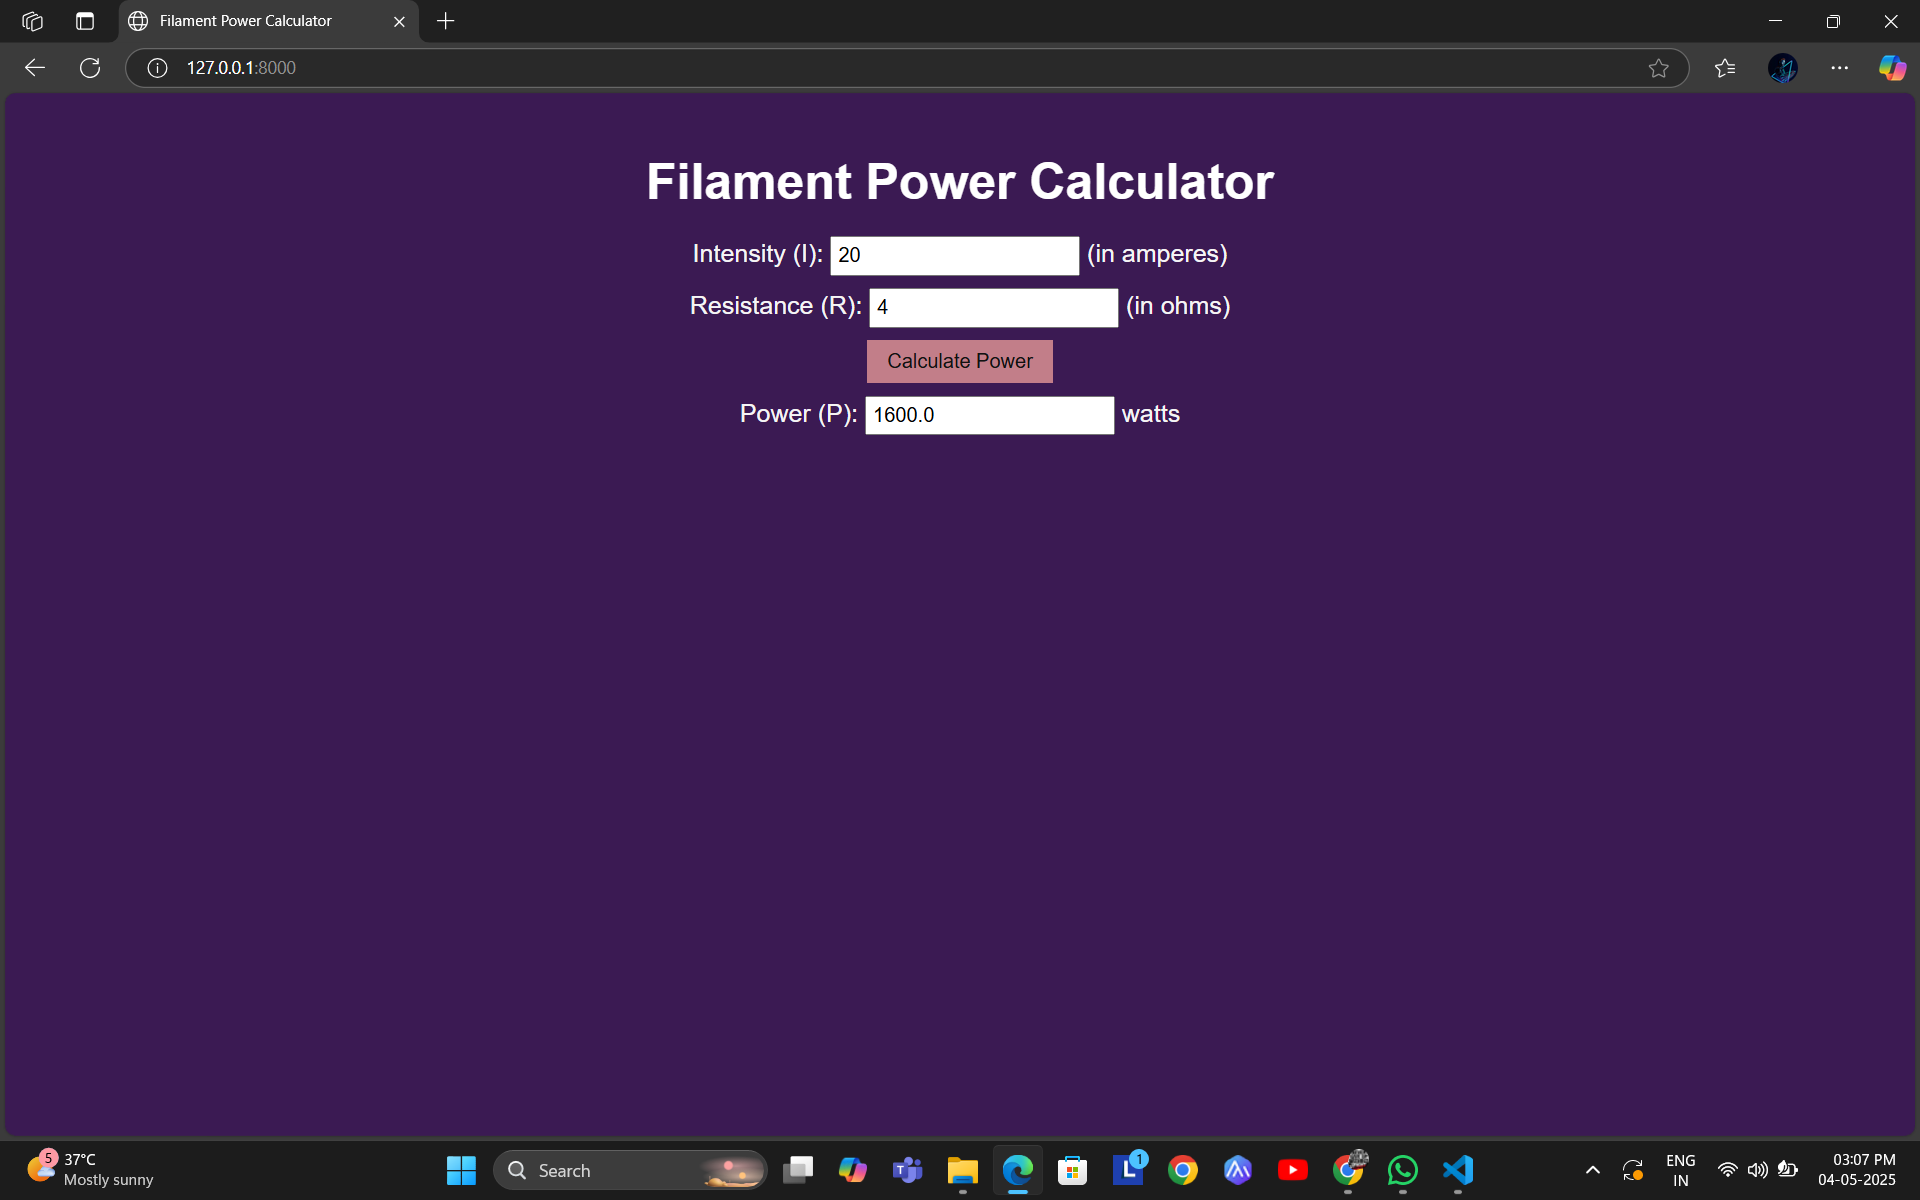 Filament Power Calculator
127.0.0.1:8000
Filament Power Calculator
Intensity (I): 20 (in amperes)
Resistance (R): 4 (in ohms)
Calculate Power
Power (P): 1600.0 watts
5
37°C
Mostly sunny
Search
T
L
1
ENG
IN
03:07 PM
04-05-2025